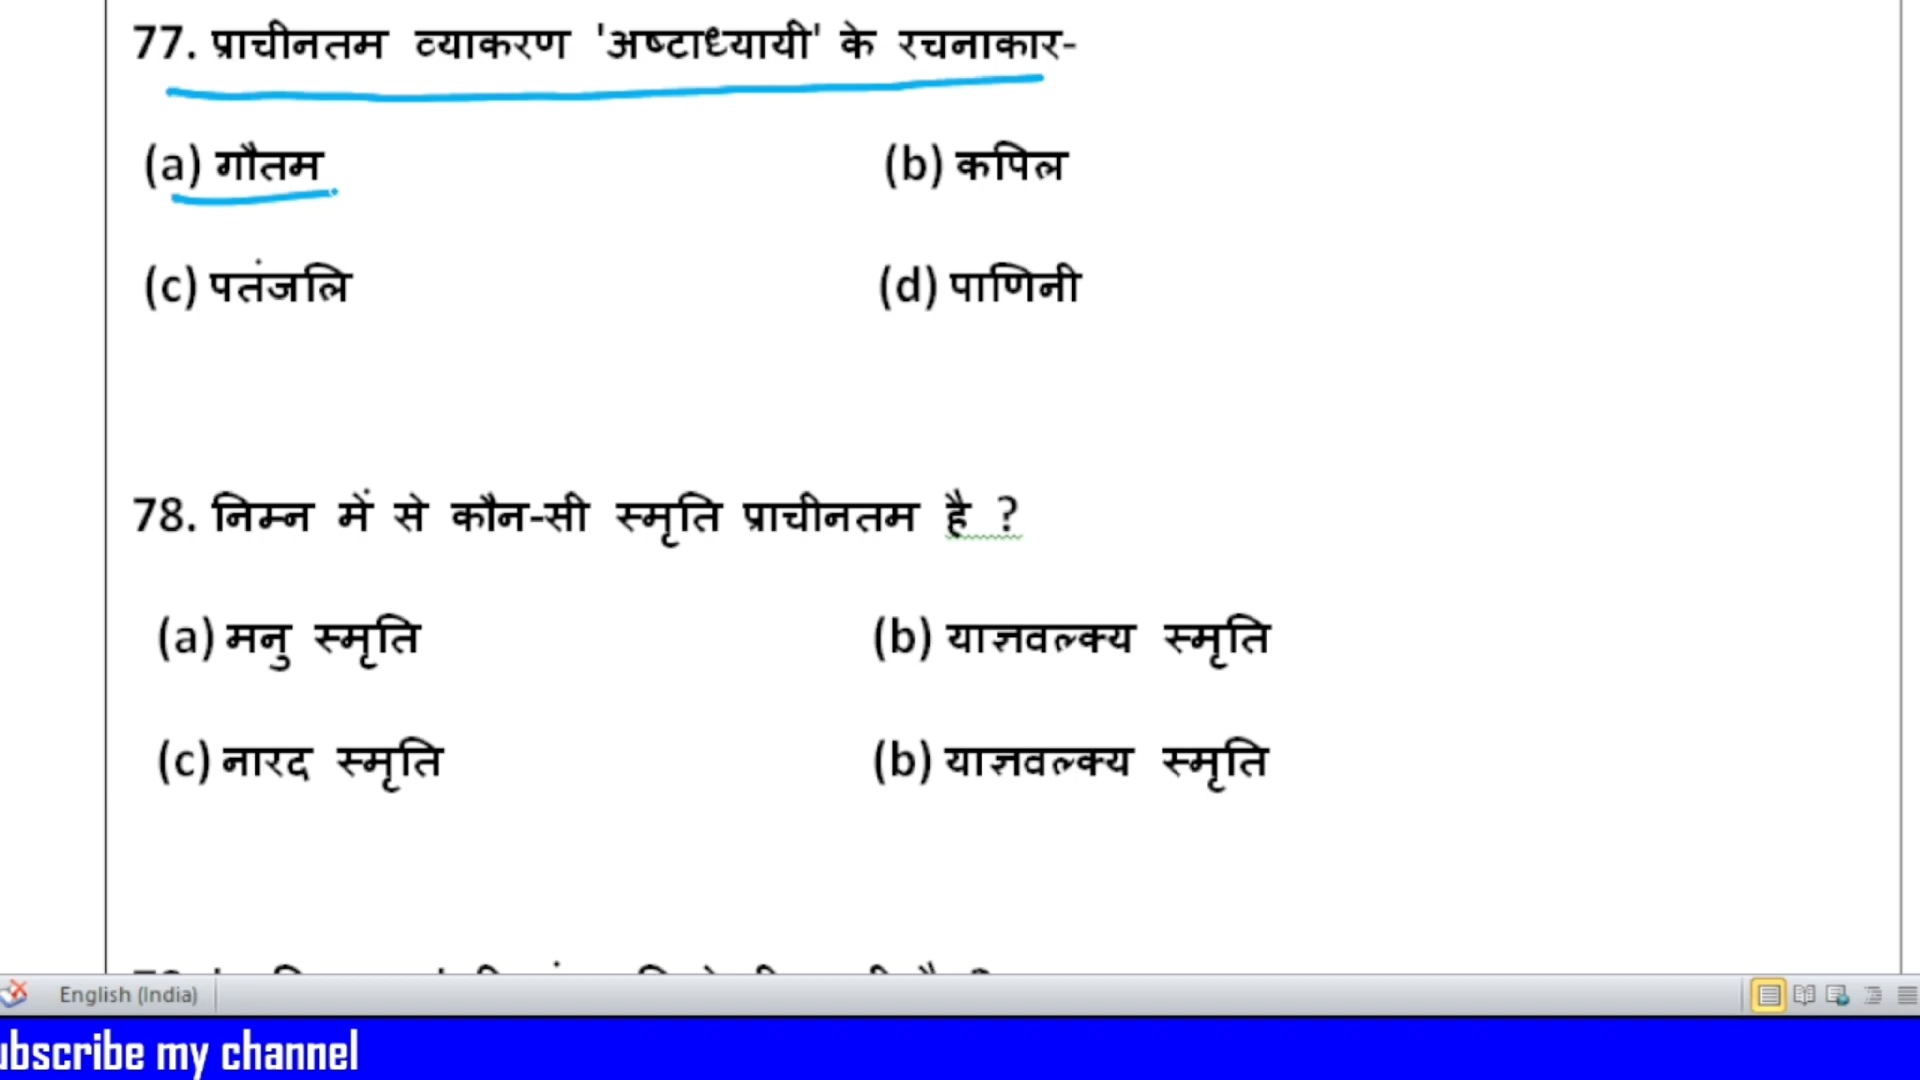 77. प्राचीनतम व्याकरण 'अष्टाध्यायी' के रचनाकार-
(a) गौतम (b) कपिल
(c) पतंजलि (d) पाणिनी
78. निम्न में से कौन-सी स्मृति प्राचीनतम है ?
(a) मनु स्मृति (b) याज्ञवल्क्य स्मृति
(c) नारद स्मृति (b) याज्ञवल्क्य स्मृति
English (India)
ubscribe my channel